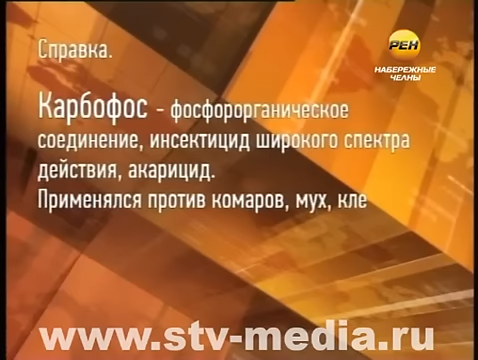 Справка.
РЕН
НАБЕРЕЖНЫЕ
ЧЕЛНЫ
Карбофос - фосфорорганическое
соединение, инсектицид широкого спектра
действия, акарицид.
Применялся против комаров, мух, кле
www.stv-media.ru